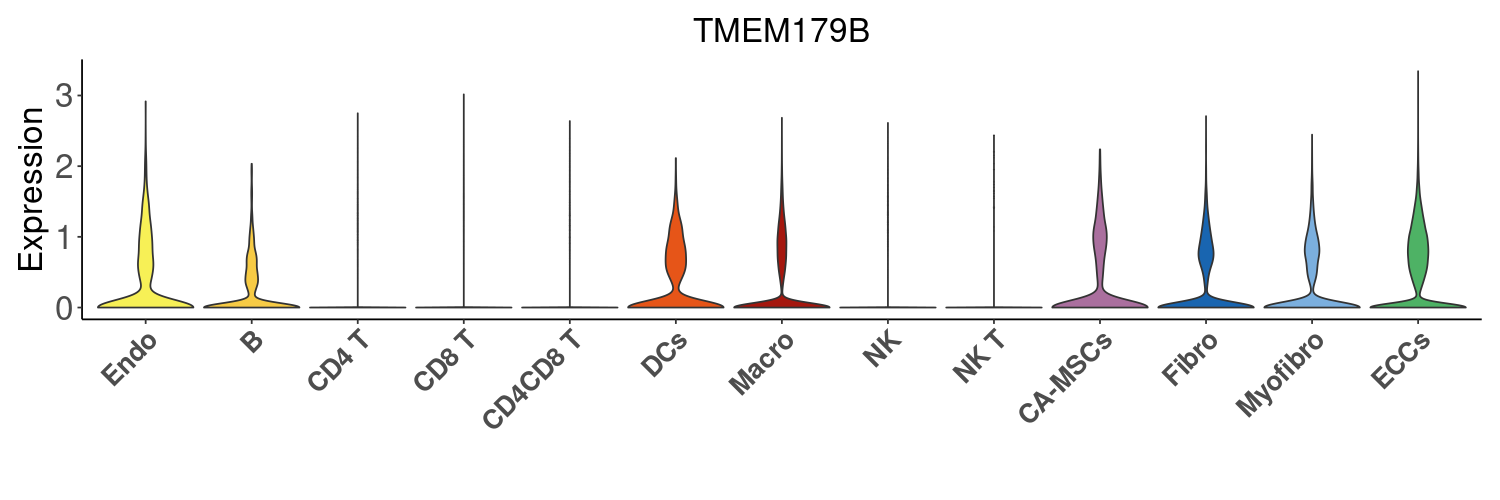 TMEM179B
Expression
3
2
1
0
Endo
B
CD4 T
CD8 T
CD4CD8 T
DCs
Macro
NK
NK T
CA-MSCs
Fibro
Myofibro
ECCs